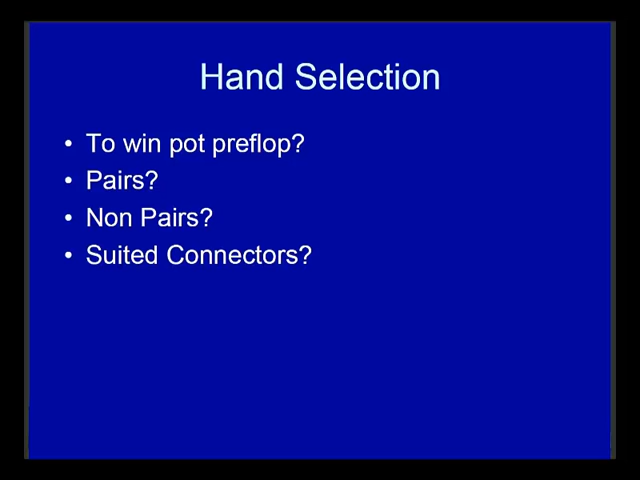 Hand Selection
• To win pot preflop?
• Pairs?
• Non Pairs?
• Suited Connectors?